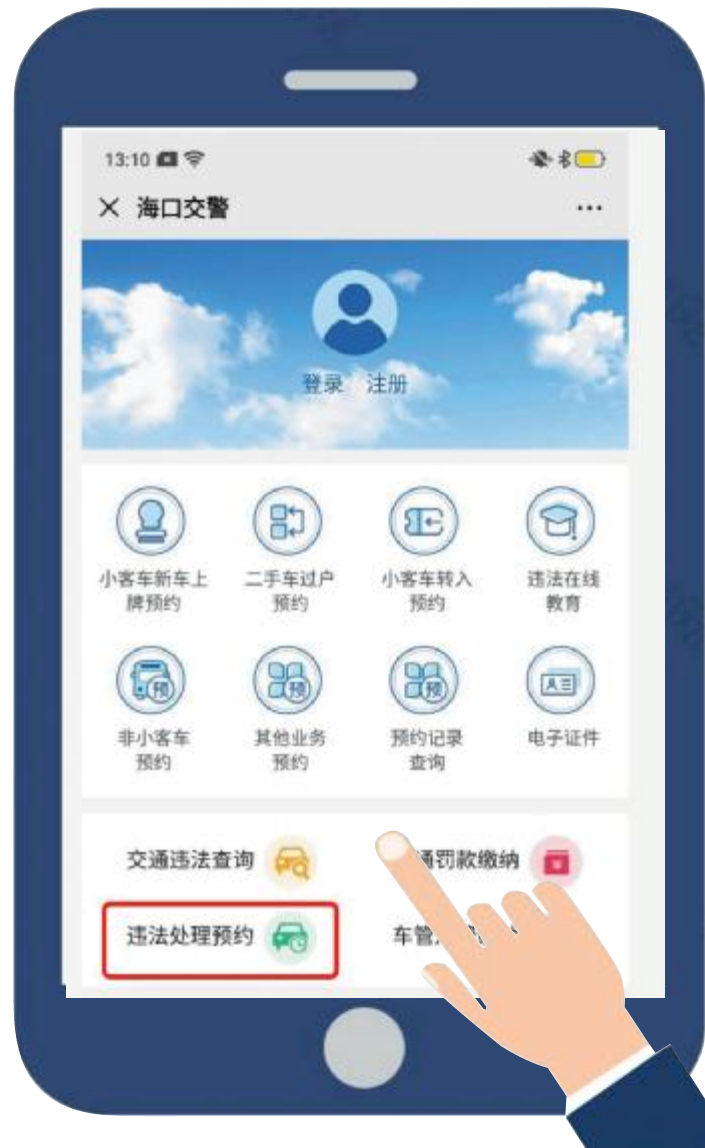 13:10
海口交警
登录 注册
小客车新车上
牌预约
二手车过户
预约
小客车转入
预约
违法在线
教育
预
预
预
非小客车
预约
其他业务
预约
预约记录
查询
电子证件
交通违法查询
通罚款缴纳
违法处理预约
车管